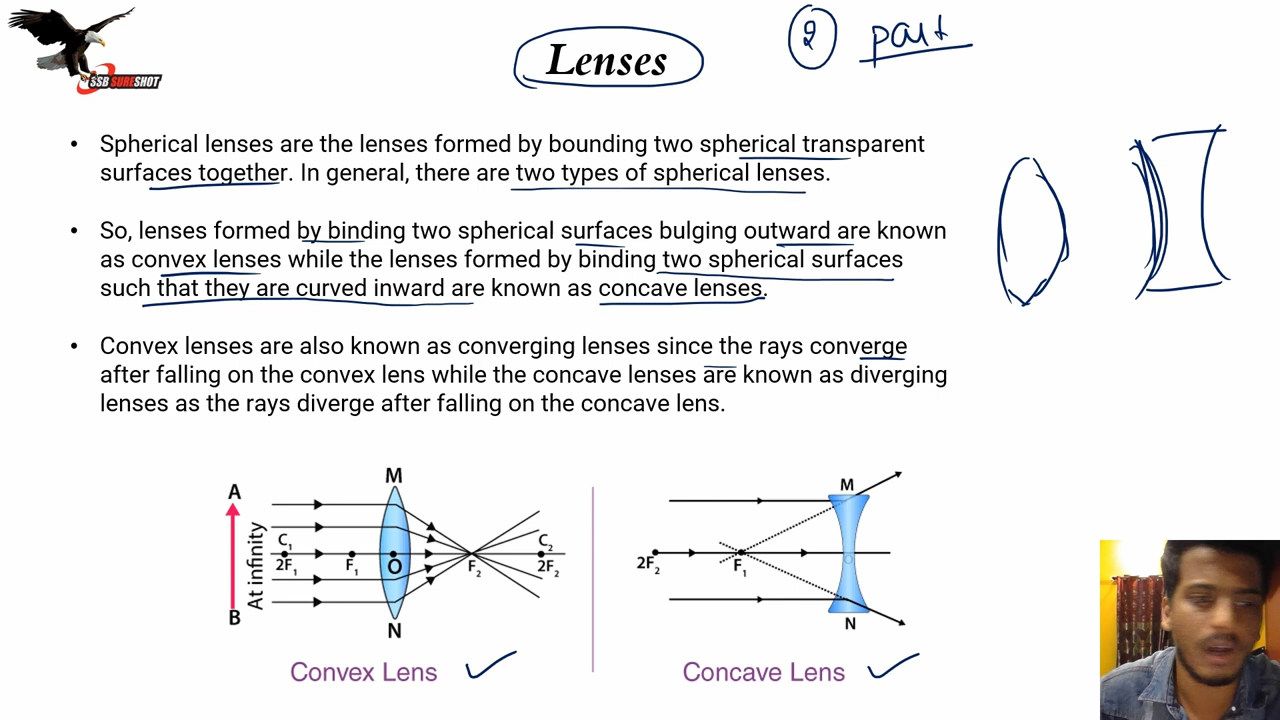 SSB SURESHOT
Lenses
2 part
• Spherical lenses are the lenses formed by bounding two spherical transparent
surfaces together. In general, there are two types of spherical lenses.
• So, lenses formed by binding two spherical surfaces bulging outward are known
as convex lenses while the lenses formed by binding two spherical surfaces
such that they are curved inward are known as concave lenses.
• Convex lenses are also known as converging lenses since the rays converge
after falling on the convex lens while the concave lenses are known as diverging
lenses as the rays diverge after falling on the concave lens.
A
At infinity
B
M
C₁
2F₁
F₁
O
F₂
C₂
2F₂
N
Convex Lens
M
2F₂
F₁
O
N
Concave Lens